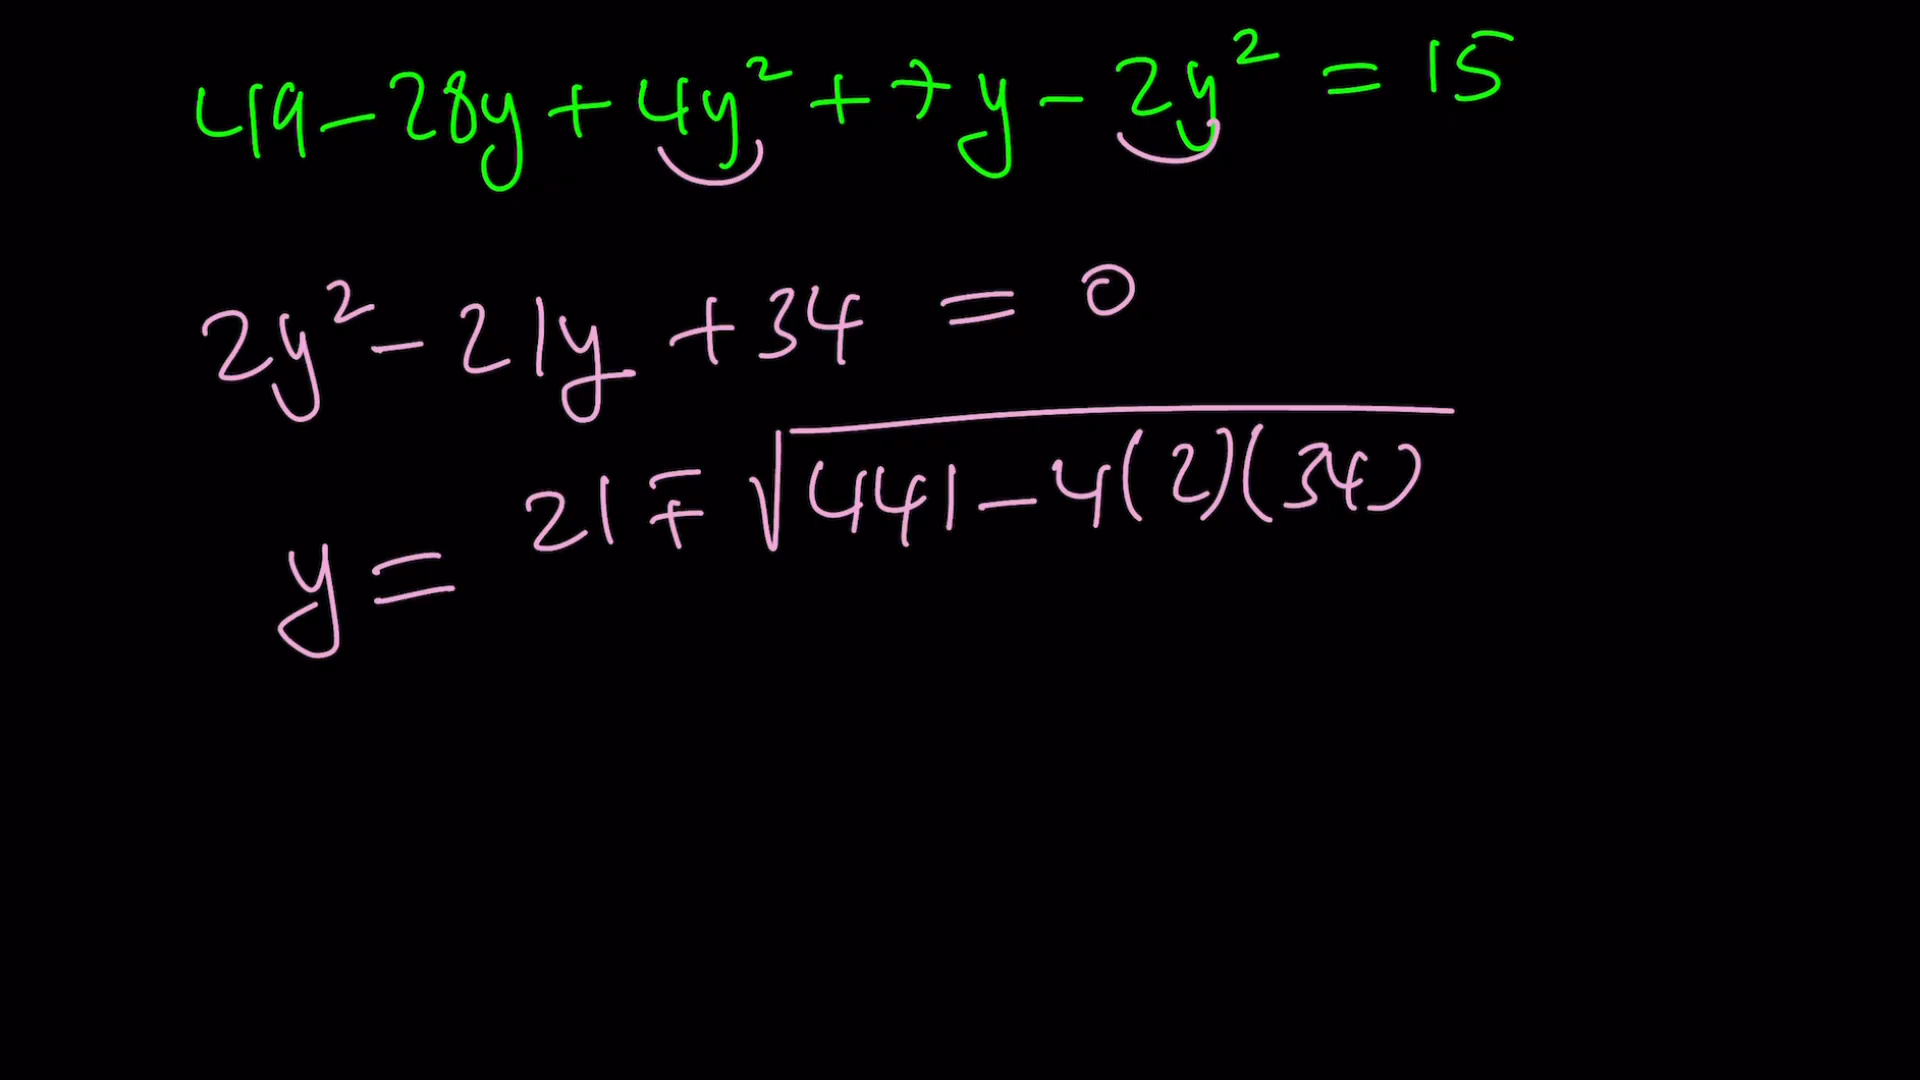 49 - 28y + 4y² + 7y - 2y² = 15
2y² - 21y + 34 = 0
y = 21 ∓ √441 - 4(2)(34)